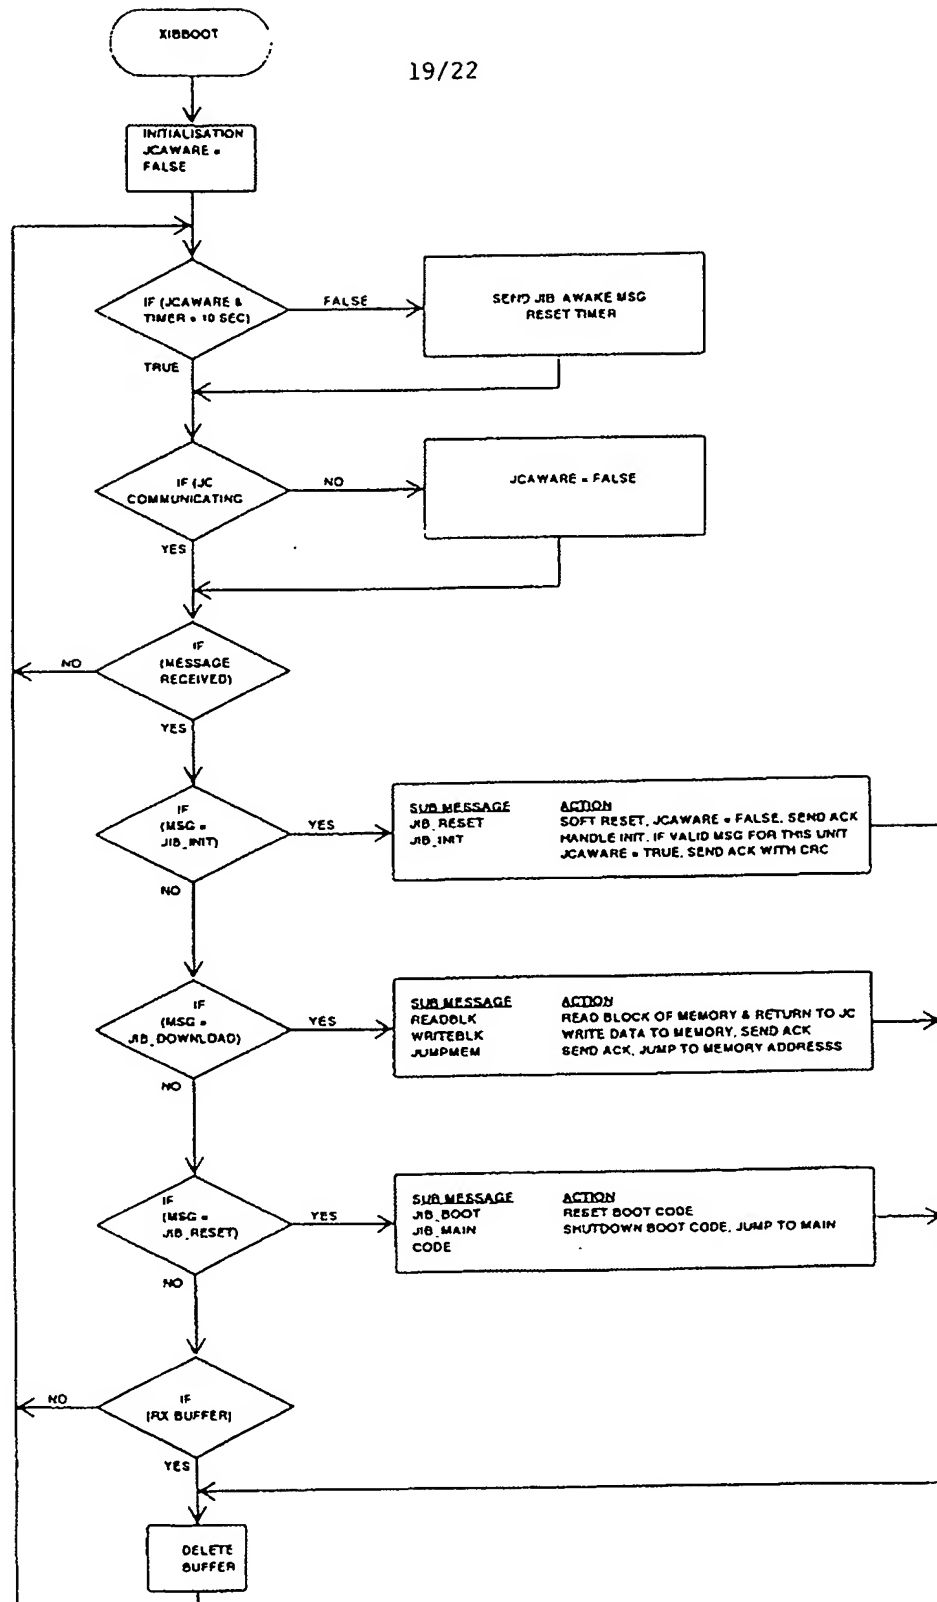 XIBBOOT
19/22
INITIALISATION
JCAWARE =
FALSE
IF (JCAWARE &
TIMER = 10 SEC)
FALSE
SEND JIB_AWAKE MSG
RESET TIMER
TRUE
IF (JC
COMMUNICATING
NO
JCAWARE = FALSE
YES
IF
(MESSAGE
RECEIVED)
NO
YES
IF
(MSG =
JIB_INIT)
YES
SUB MESSAGE ACTION
JIB_RESET SOFT RESET, JCAWARE = FALSE, SEND ACK
JIB_INIT HANDLE INIT. IF VALID MSG FOR THIS UNIT
JCAWARE = TRUE, SEND ACK WITH CRC
NO
IF
(MSG =
JIB_DOWNLOAD)
YES
SUB MESSAGE ACTION
READBLK READ BLOCK OF MEMORY & RETURN TO JC
WRITEBLK WRITE DATA TO MEMORY, SEND ACK
JUMPMEM SEND ACK, JUMP TO MEMORY ADDRESSS
NO
IF
(MSG =
JIB_RESET)
YES
SUB MESSAGE ACTION
JIB_BOOT RESET BOOT CODE
JIB_MAIN SHUTDOWN BOOT CODE, JUMP TO MAIN
CODE
NO
IF
(RX BUFFER)
NO
YES
DELETE
BUFFER